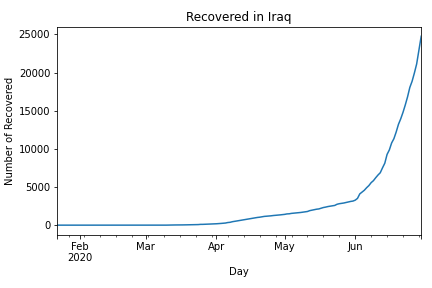 Recovered in Iraq
Number of Recovered
25000
20000
15000
10000
5000
0
Feb
2020
Mar
Apr
May
Jun
Day